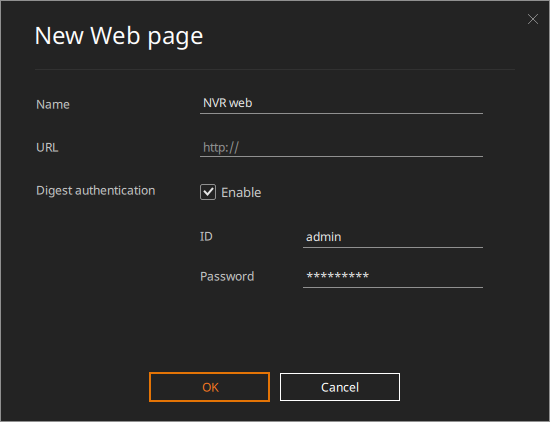 New Web page
Name
NVR web
URL
http://
Digest authentication
Enable
ID
admin
Password
*********
OK
Cancel